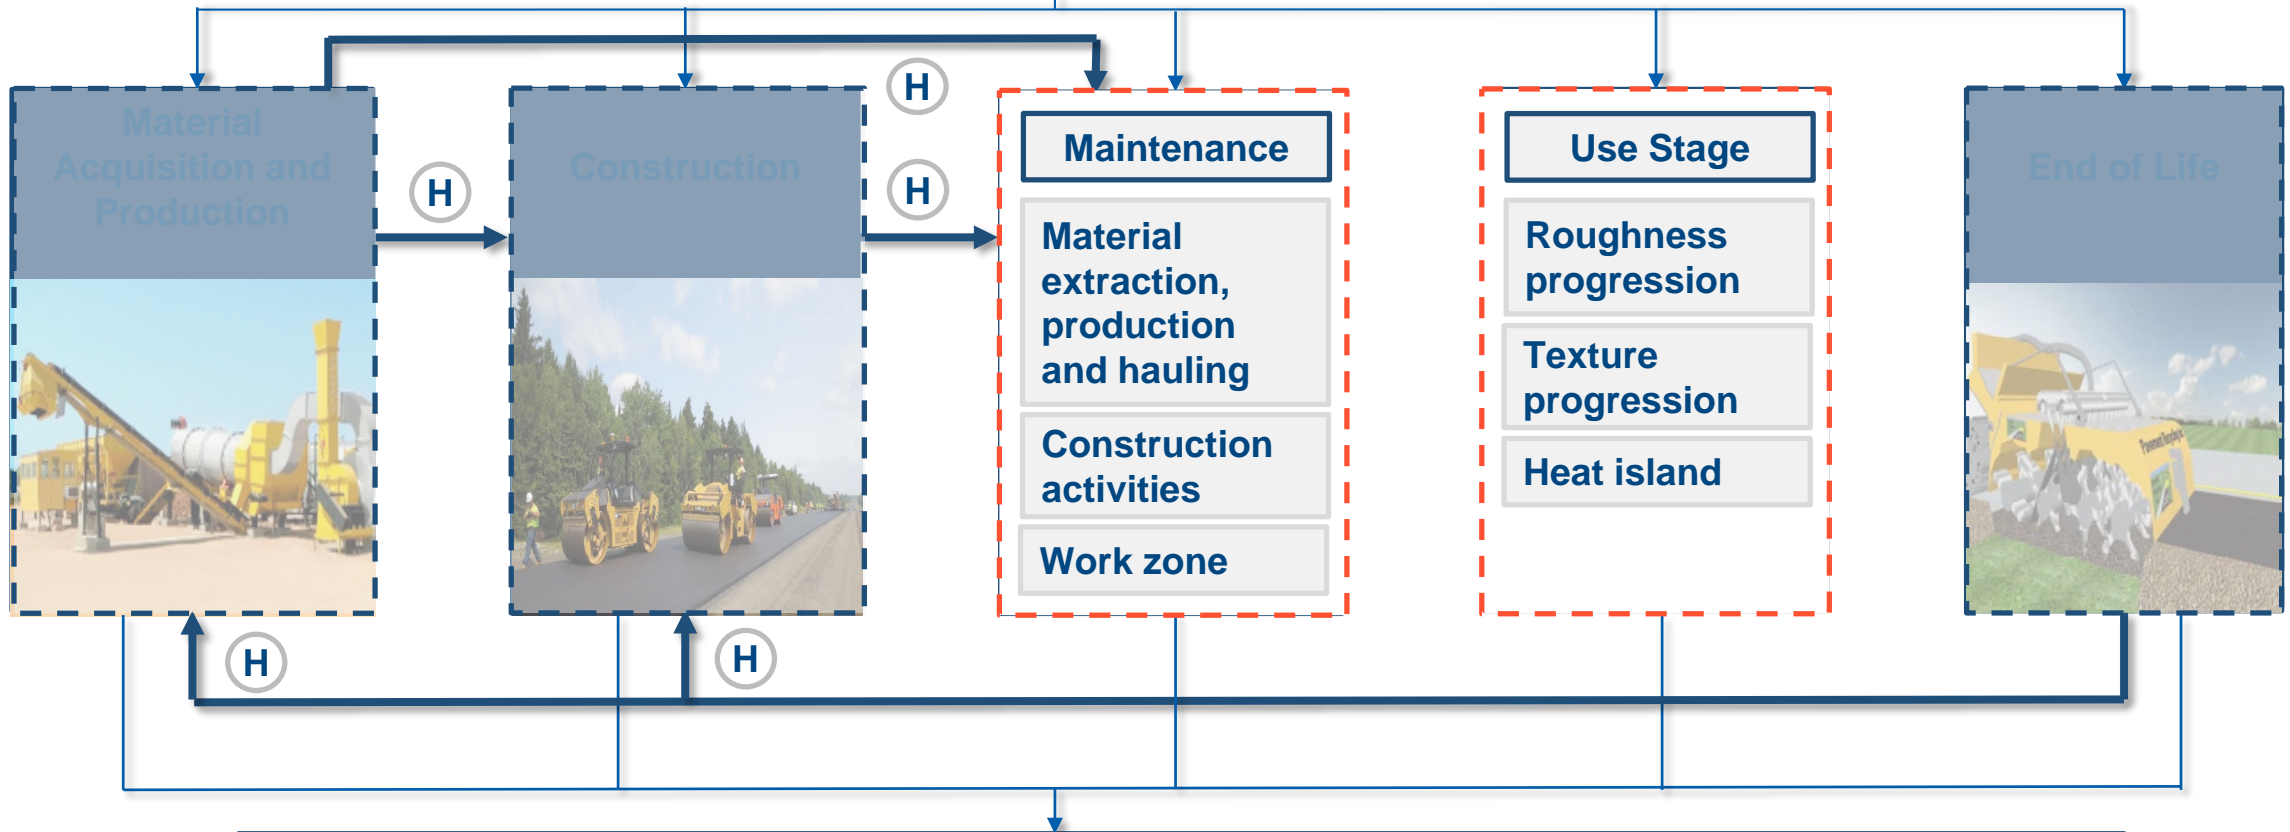 Material
Acquisition and
Production
H
Construction
H
H
Maintenance
Material
extraction,
production
and hauling
Construction
activities
Work zone
Use Stage
Roughness
progression
Texture
progression
Heat island
End of Life
H
H